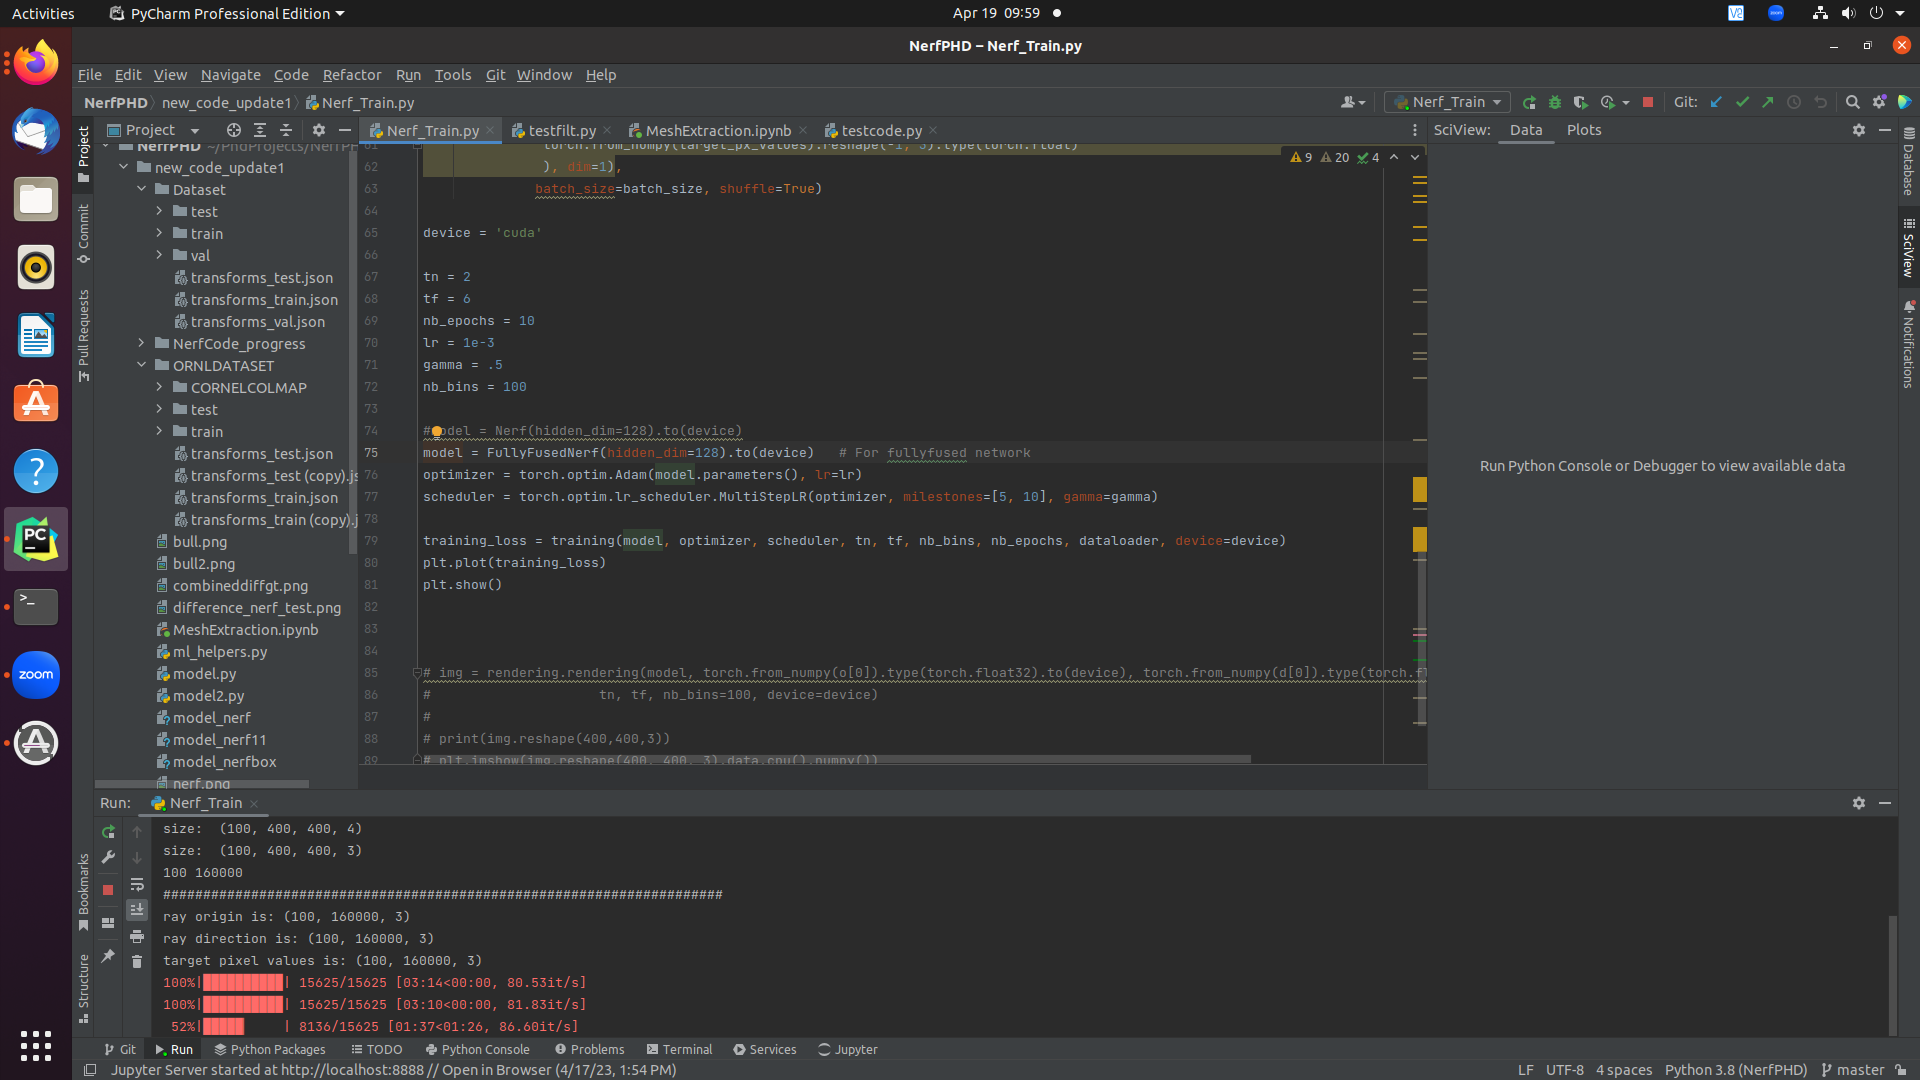 Activities PyCharm Professional Edition Apr 19 09:59
NerfPHD – Nerf_Train.py
File Edit View Navigate Code Refactor Run Tools Git Window Help
NerfPHD new_code_update1 Nerf_Train.py Nerf_Train Git:
Project Nerf_Train.py testfilt.py MeshExtraction.ipynb testcode.py SciView: Data Plots
Project
Commit
Pull Requests
Bookmarks
Structure
NerfPHD ~/PhdProjects/NerfPH
new_code_update1
Dataset
test
train
val
transforms_test.json
transforms_train.json
transforms_val.json
NerfCode_progress
ORNLDATASET
CORNELCOLMAP
test
train
transforms_test.json
transforms_test (copy).js
transforms_train.json
transforms_train (copy).j
bull.png
bull2.png
combineddiffgt.png
difference_nerf_test.png
MeshExtraction.ipynb
ml_helpers.py
model.py
model2.py
model_nerf
model_nerf11
model_nerfbox
nerf.png
9 20 4
61 torch.from_numpy(target_px_values).reshape(-1, 3).type(torch.float)
62 ), dim=1),
63 batch_size=batch_size, shuffle=True)
64
65 device = 'cuda'
66
67 tn = 2
68 tf = 6
69 nb_epochs = 10
70 lr = 1e-3
71 gamma = .5
72 nb_bins = 100
73
74 #model = Nerf(hidden_dim=128).to(device)
75 model = FullyFusedNerf(hidden_dim=128).to(device) # For fullyfused network
76 optimizer = torch.optim.Adam(model.parameters(), lr=lr)
77 scheduler = torch.optim.lr_scheduler.MultiStepLR(optimizer, milestones=[5, 10], gamma=gamma)
78
79 training_loss = training(model, optimizer, scheduler, tn, tf, nb_bins, nb_epochs, dataloader, device=device)
80 plt.plot(training_loss)
81 plt.show()
82
83
84
85 # img = rendering.rendering(model, torch.from_numpy(o[0]).type(torch.float32).to(device), torch.from_numpy(d[0]).type(torch.fl
86 # tn, tf, nb_bins=100, device=device)
87 #
88 # print(img.reshape(400,400,3))
89 # plt.imshow(img.reshape(400, 400, 3).data.cpu().numpy())
Run Python Console or Debugger to view available data
Database
SciView
Notifications
Run: Nerf_Train
size: (100, 400, 400, 4)
size: (100, 400, 400, 3)
100 160000
######################################################################
ray origin is: (100, 160000, 3)
ray direction is: (100, 160000, 3)
target pixel values is: (100, 160000, 3)
100%|██████████| 15625/15625 [03:14<00:00, 80.53it/s]
100%|██████████| 15625/15625 [03:10<00:00, 81.83it/s]
52%|█████ | 8136/15625 [01:37<01:26, 86.60it/s]
Git Run Python Packages TODO Python Console Problems Terminal Services Jupyter
Jupyter Server started at http://localhost:8888 // Open in Browser (4/17/23, 1:54 PM) LF UTF-8 4 spaces Python 3.8 (NerfPHD) master
zoom
PC